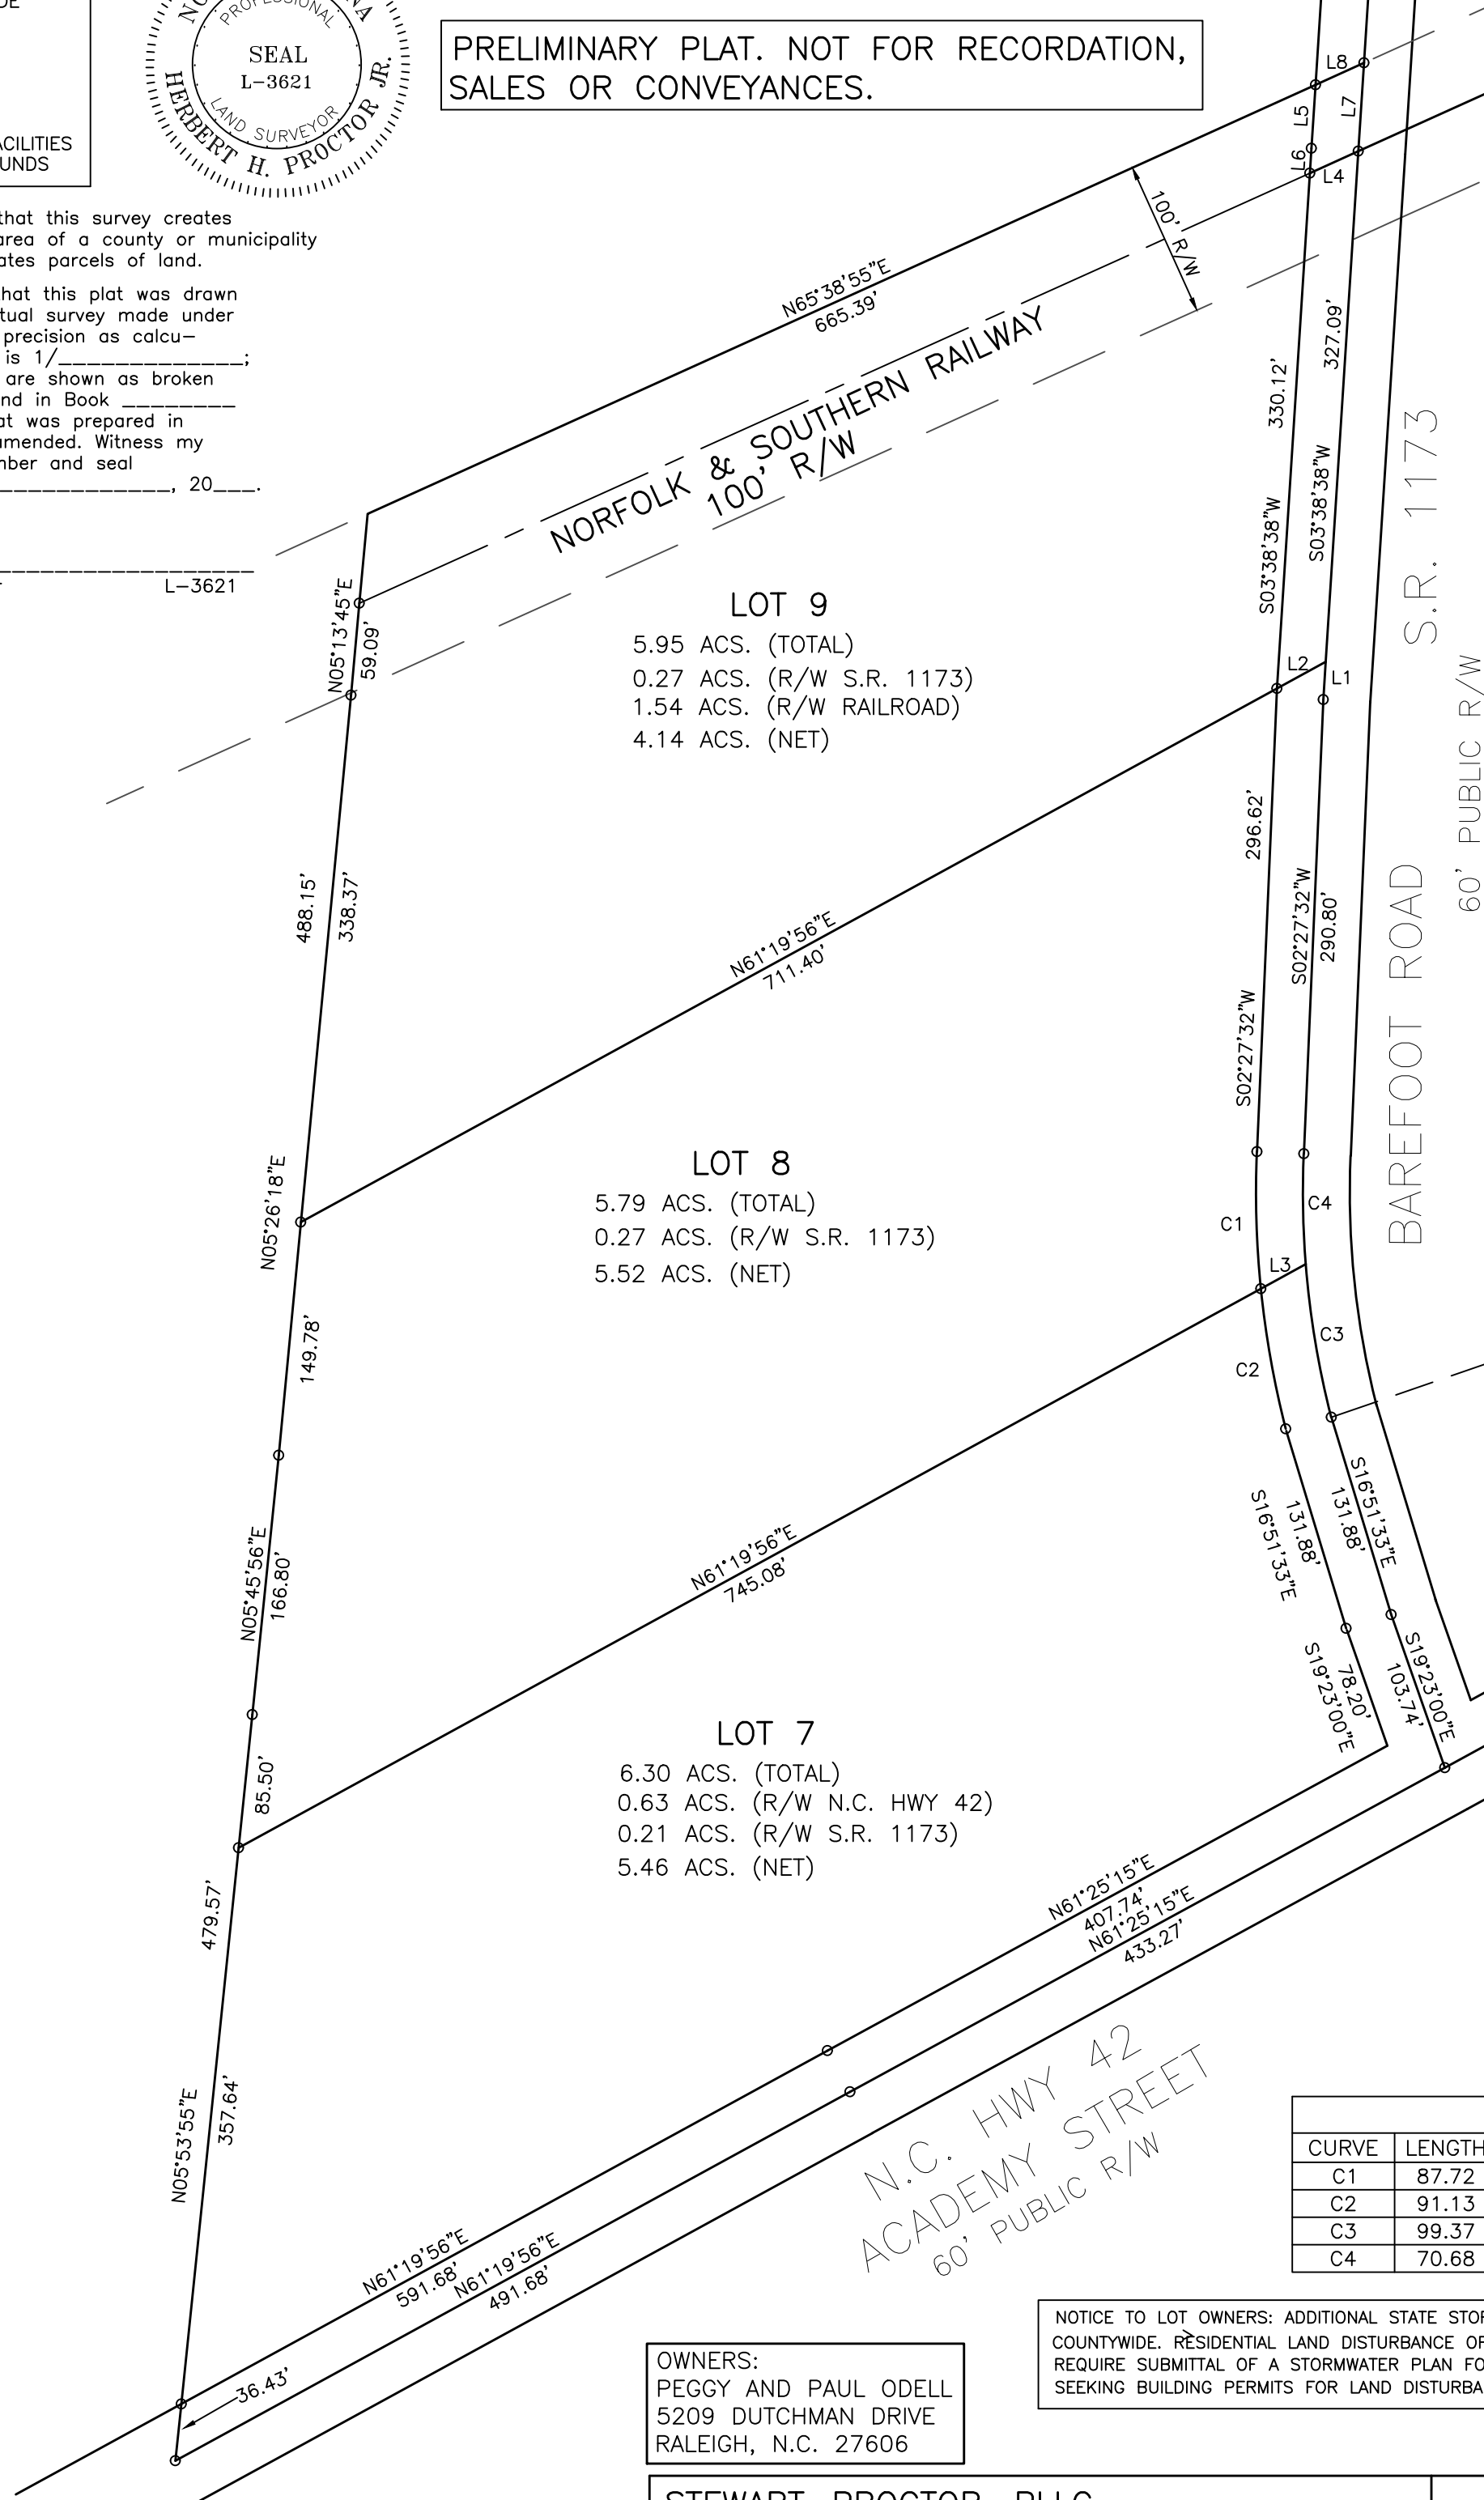 PRELIMINARY PLAT. NOT FOR RECORDATION,
SALES OR CONVEYANCES.
PROFESSIONAL
SEAL
L-3621
LAND SURVEYOR
HERBERT H. PROCTOR JR.
that this survey creates
area of a county or municipality
parcels of land.
that this plat was drawn
survey made under
precision as calcu-
is 1/_____________;
are shown as broken
in Book ________
was prepared in
amended. Witness my
and seal
____________, 20___.
L-3621
L8
L5
L7
L6
L4
100' R/W
N65°38'55"E
665.39'
NORFOLK & SOUTHERN RAILWAY
100' R/W
330.12'
S03°38'38"W
327.09'
S03°38'38"W
S.R. 1173
60' PUBLIC R/W
BAREFOOT ROAD
N05°13'45"E
59.09'
LOT 9
5.95 ACS. (TOTAL)
0.27 ACS. (R/W S.R. 1173)
1.54 ACS. (R/W RAILROAD)
4.14 ACS. (NET)
L2
L1
488.15'
338.37'
N61°19'56"E
711.40'
296.62'
S02°27'32"W
S02°27'32"W
290.80'
N05°26'18"E
149.78'
LOT 8
5.79 ACS. (TOTAL)
0.27 ACS. (R/W S.R. 1173)
5.52 ACS. (NET)
C1
C4
L3
C3
C2
N05°45'56"E
166.80'
N61°19'56"E
745.08'
S16°51'33"E
131.88'
S16°51'33"E
131.88'
85.50'
LOT 7
6.30 ACS. (TOTAL)
0.63 ACS. (R/W N.C. HWY 42)
0.21 ACS. (R/W S.R. 1173)
5.46 ACS. (NET)
S19°23'00"E
78.20'
S19°23'00"E
103.74'
479.57'
N61°25'15"E
407.74'
N61°25'15"E
433.27'
N05°53'55"E
357.64'
N.C. HWY 42
ACADEMY STREET
60' PUBLIC R/W
N61°19'56"E
591.68'
N61°19'56"E
491.68'
36.43'
CURVE LENGTH
C1 87.72
C2 91.13
C3 99.37
C4 70.68
NOTICE TO LOT OWNERS: ADDITIONAL STATE
COUNTYWIDE. RESIDENTIAL LAND DISTURBANCE
REQUIRE SUBMITTAL OF A STORMWATER PLAN
SEEKING BUILDING PERMITS FOR LAND
OWNERS:
PEGGY AND PAUL ODELL
5209 DUTCHMAN DRIVE
RALEIGH, N.C. 27606
STEWART PROCTOR, PLLC